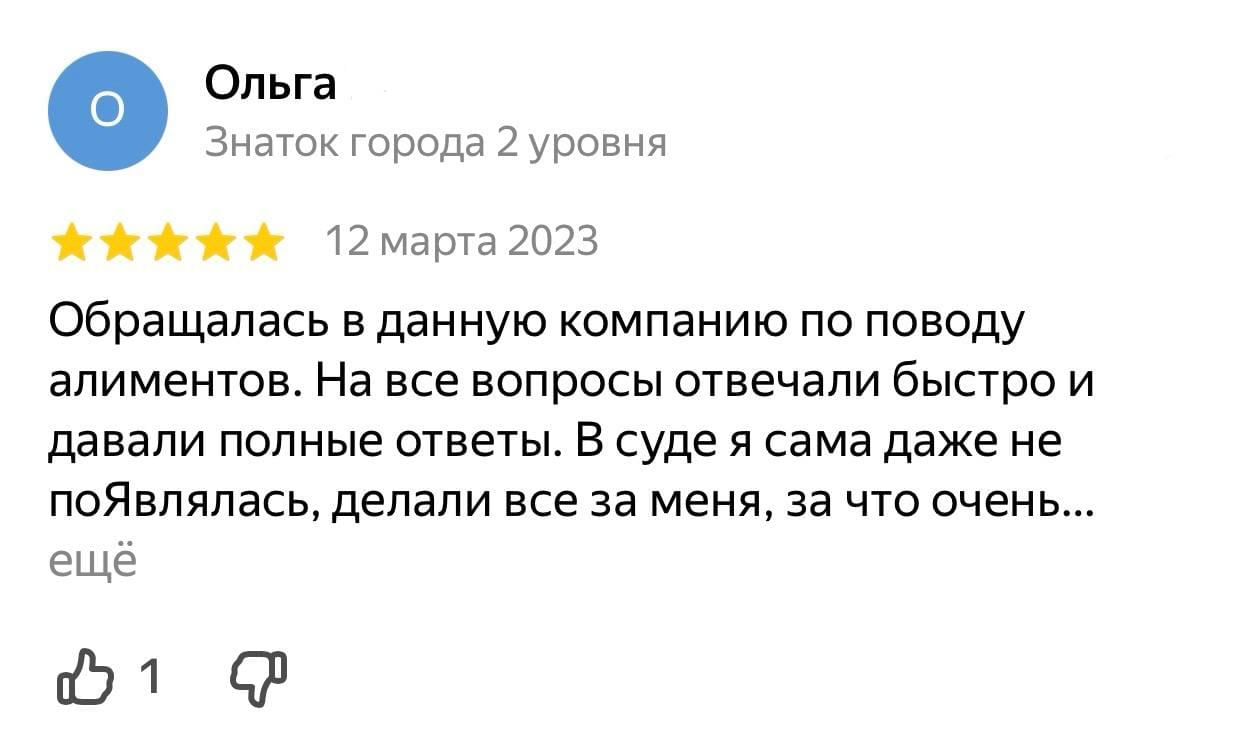 О
Ольга
Знаток города 2 уровня
12 марта 2023
Обращалась в данную компанию по поводу
алиментов. На все вопросы отвечали быстро и
давали полные ответы. В суде я сама даже не
поЯвлялась, делали все за меня, за что очень...
ещё
1